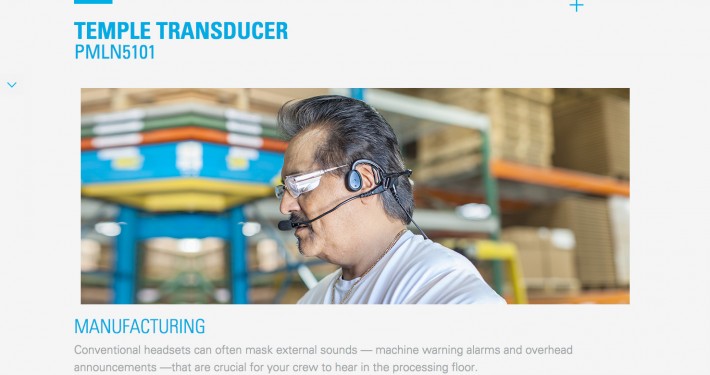 TEMPLE TRANSDUCER
PMLN5101
MANUFACTURING
Conventional headsets can often mask external sounds — machine warning alarms and overhead
announcements —that are crucial for your crew to hear in the processing floor.